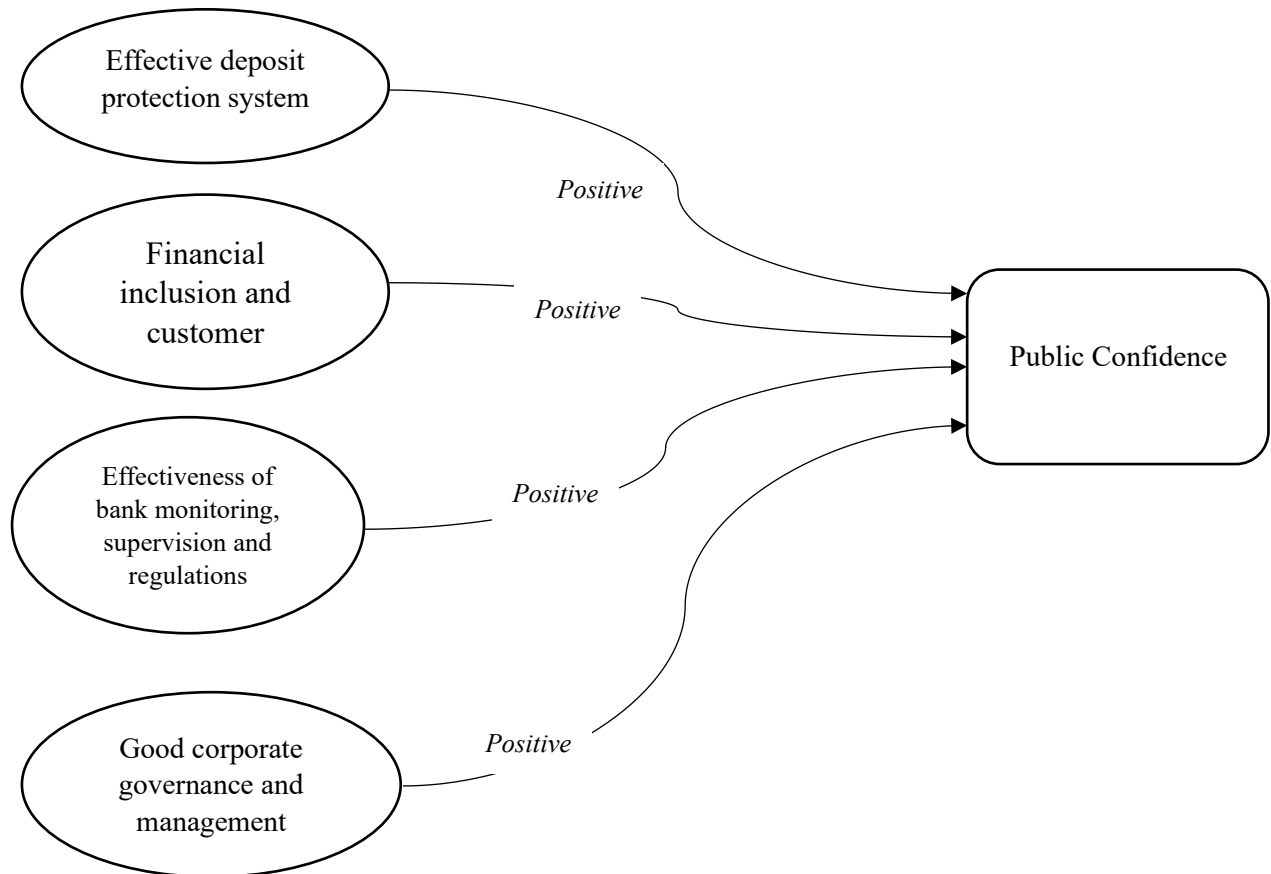 Effective deposit
protection system
Positive
Financial
inclusion and
customer
Positive
Public Confidence
Effectiveness of
bank monitoring,
supervision and
regulations
Positive
Good corporate
governance and
management
Positive